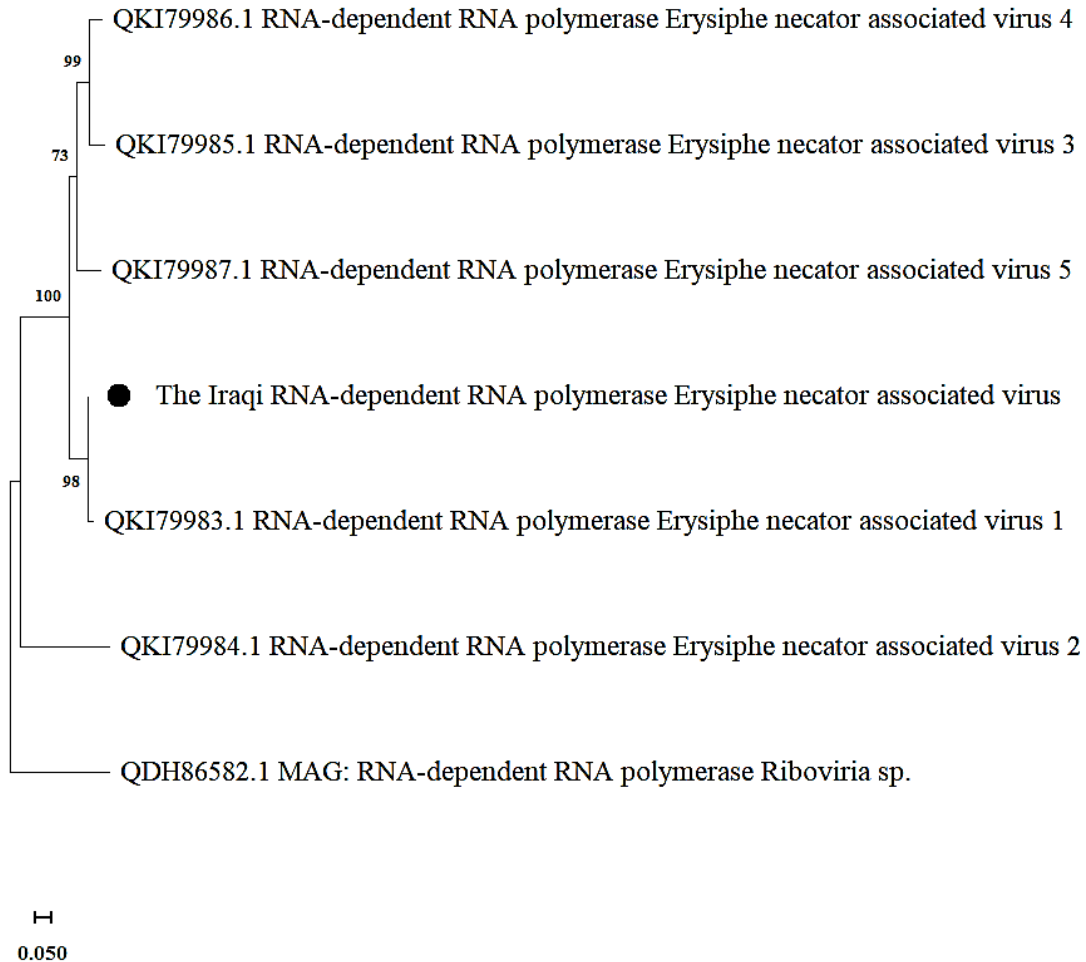 QKI79986.1 RNA-dependent RNA polymerase Erysiphe necator associated virus 4
99
QKI79985.1 RNA-dependent RNA polymerase Erysiphe necator associated virus 3
73
QKI79987.1 RNA-dependent RNA polymerase Erysiphe necator associated virus 5
100
The Iraqi RNA-dependent RNA polymerase Erysiphe necator associated virus
98
QKI79983.1 RNA-dependent RNA polymerase Erysiphe necator associated virus 1
QKI79984.1 RNA-dependent RNA polymerase Erysiphe necator associated virus 2
QDH86582.1 MAG: RNA-dependent RNA polymerase Riboviria sp.
0.050